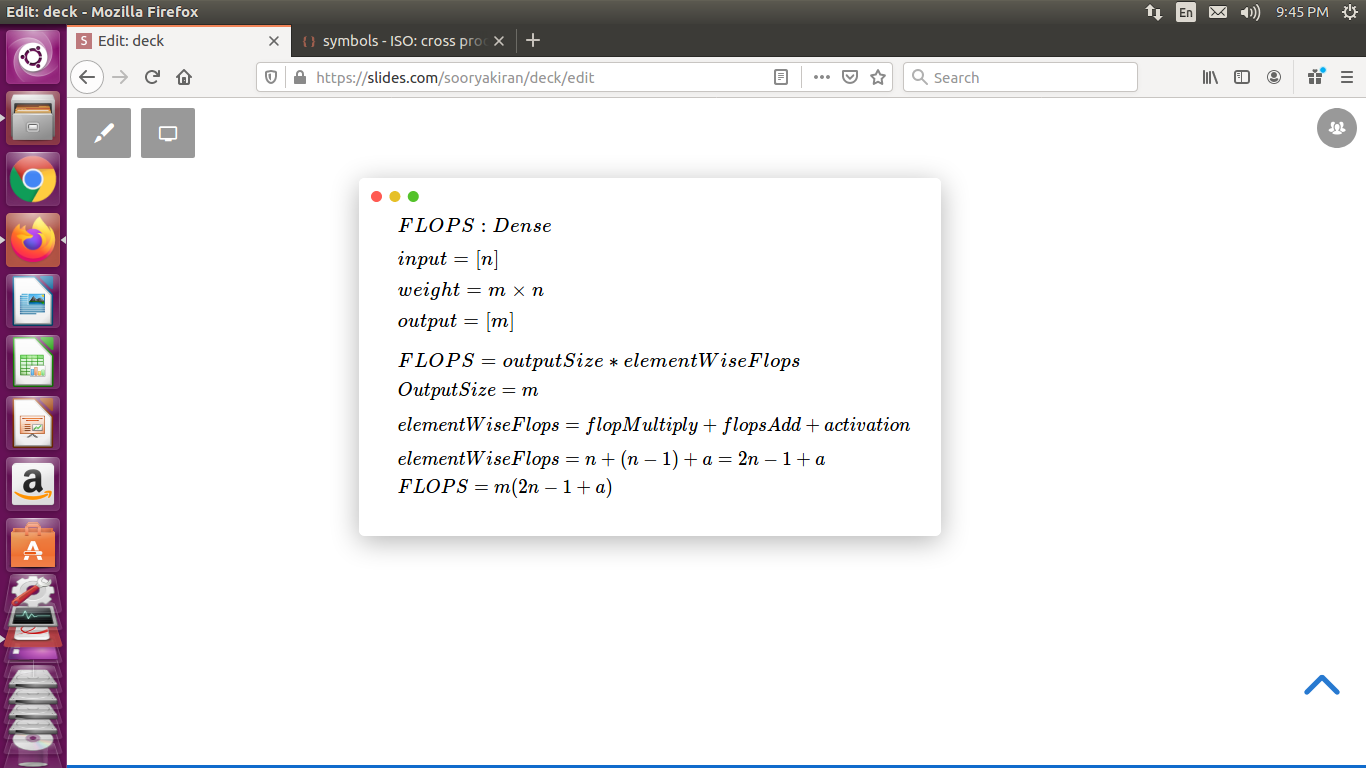 Edit: deck - Mozilla Firefox
En
9:45 PM
Edit: deck
symbols - ISO: cross pro
https://slides.com/sooryakiran/deck/edit
Search
FLOPS : Dense
input = [n]
weight = m × n
output = [m]
FLOPS = outputSize * elementWiseFlops
OutputSize = m
elementWiseFlops = flopMultiply + flopsAdd + activation
elementWiseFlops = n + (n − 1) + a = 2n − 1 + a
FLOPS = m(2n − 1 + a)